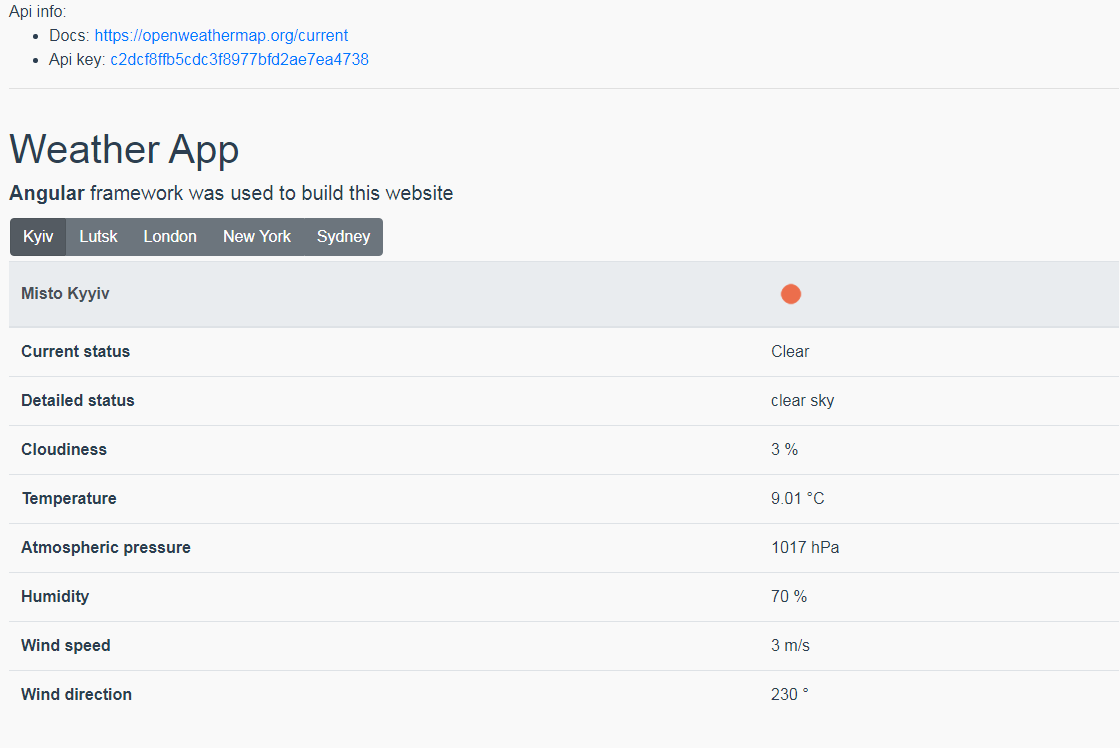 Api info:
Docs: https://openweathermap.org/current
Api key: c2dcf8ffb5cdc3f8977bfd2ae7ea4738
Weather App
Angular framework was used to build this website
Kyiv Lutsk London New York Sydney
Misto Kyyiv
Current status Clear
Detailed status clear sky
Cloudiness 3 %
Temperature 9.01 °C
Atmospheric pressure 1017 hPa
Humidity 70 %
Wind speed 3 m/s
Wind direction 230 °